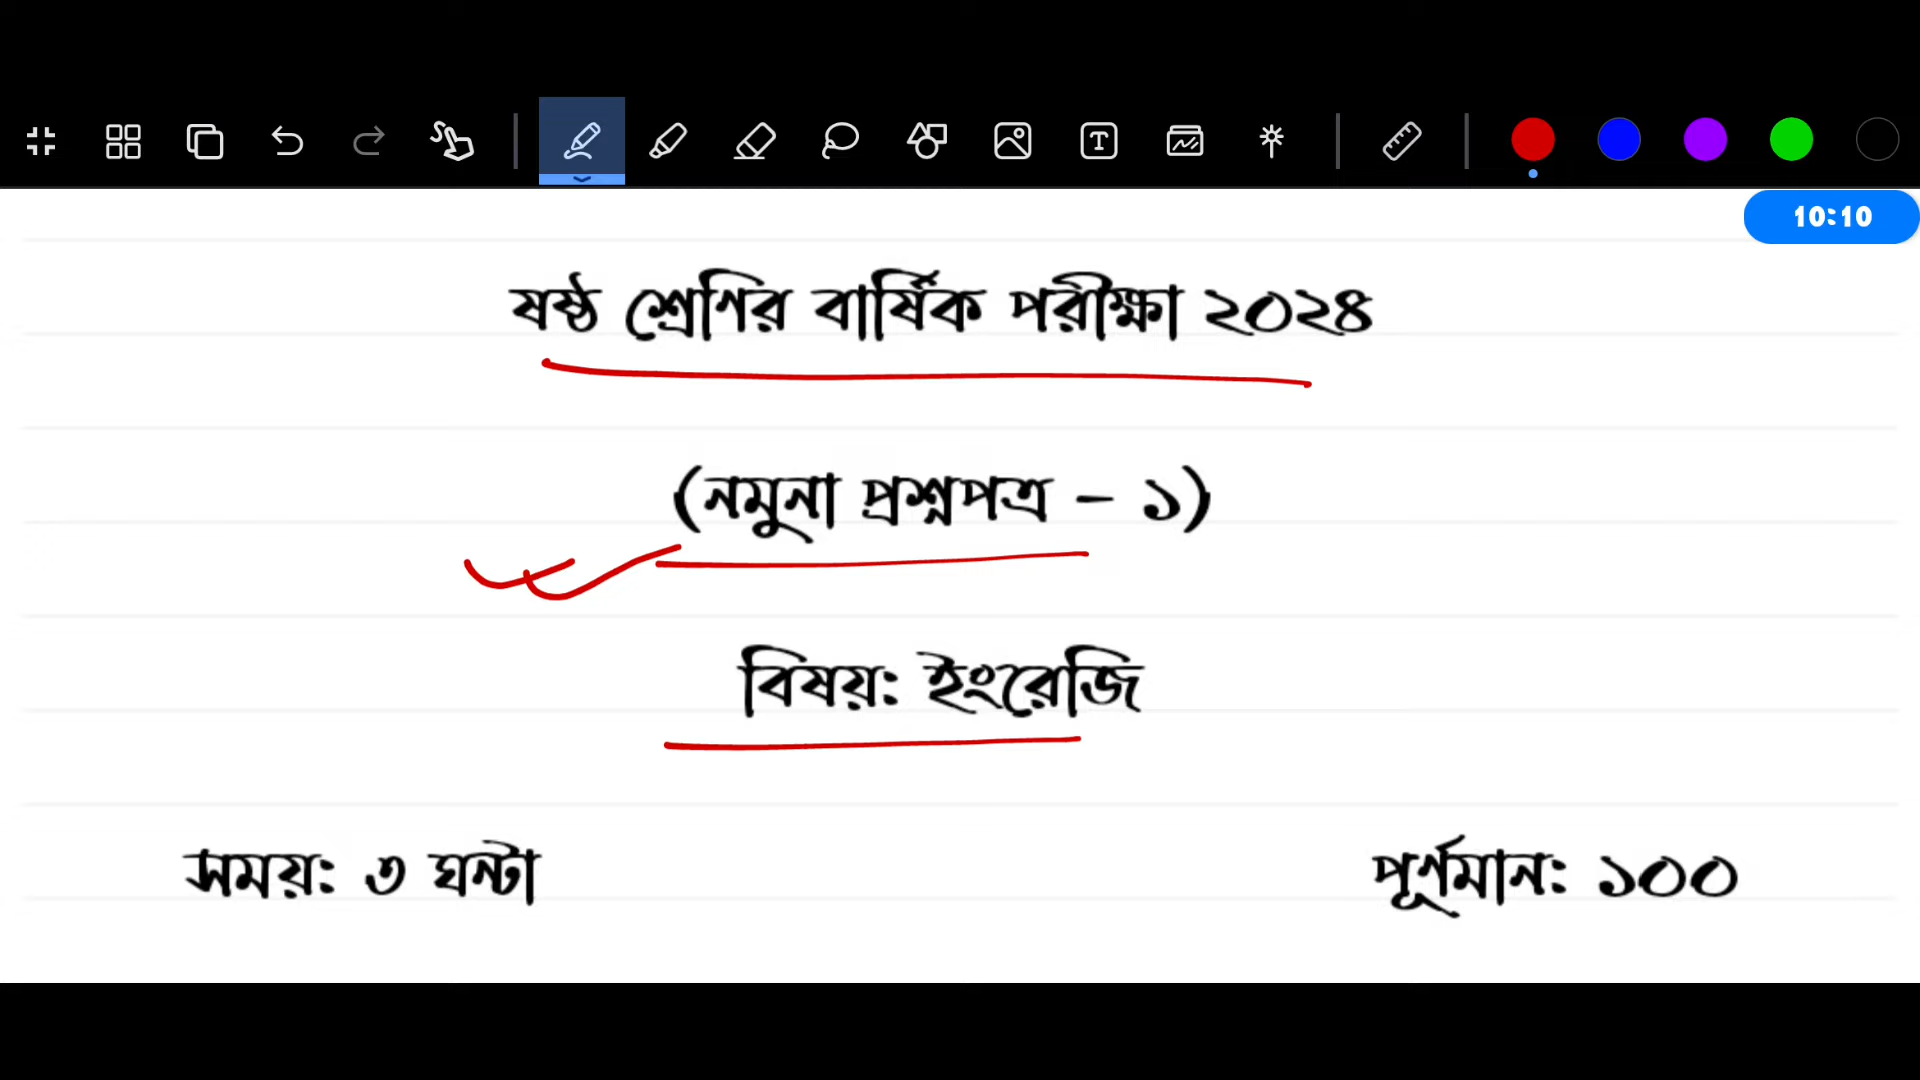 10:10
ষষ্ঠ শ্রেণির বার্ষিক পরীক্ষা ২০২৪
(নমুনা প্রশ্নপত্র – ১)
বিষয়: ইংরেজি
সময়: ৩ ঘন্টা পূর্ণমান: ১০০